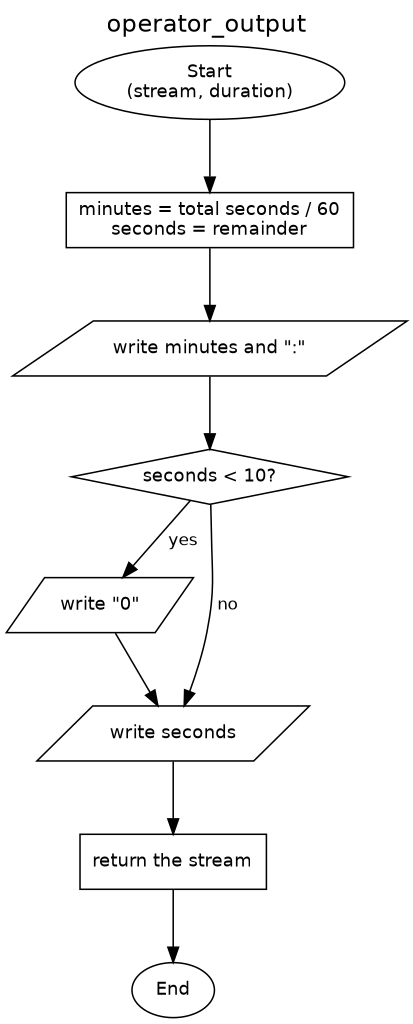 operator_output
Start
(stream, duration)
minutes = total seconds / 60
seconds = remainder
write minutes and ":"
seconds < 10?
yes
write "0"
no
write seconds
return the stream
End